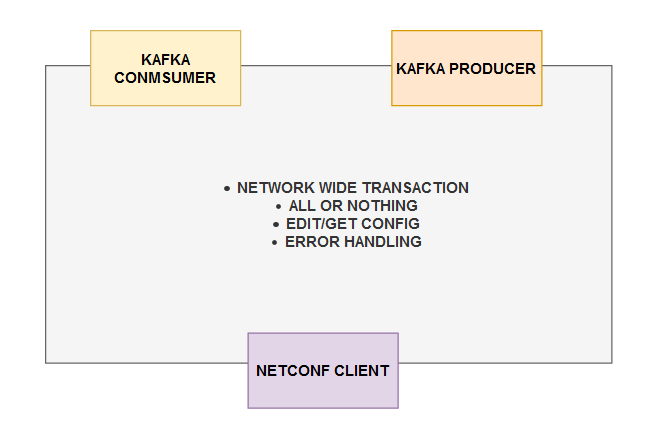 KAFKA
CONMSUMER
KAFKA PRODUCER
• NETWORK WIDE TRANSACTION
• ALL OR NOTHING
• EDIT/GET CONFIG
• ERROR HANDLING
NETCONF CLIENT